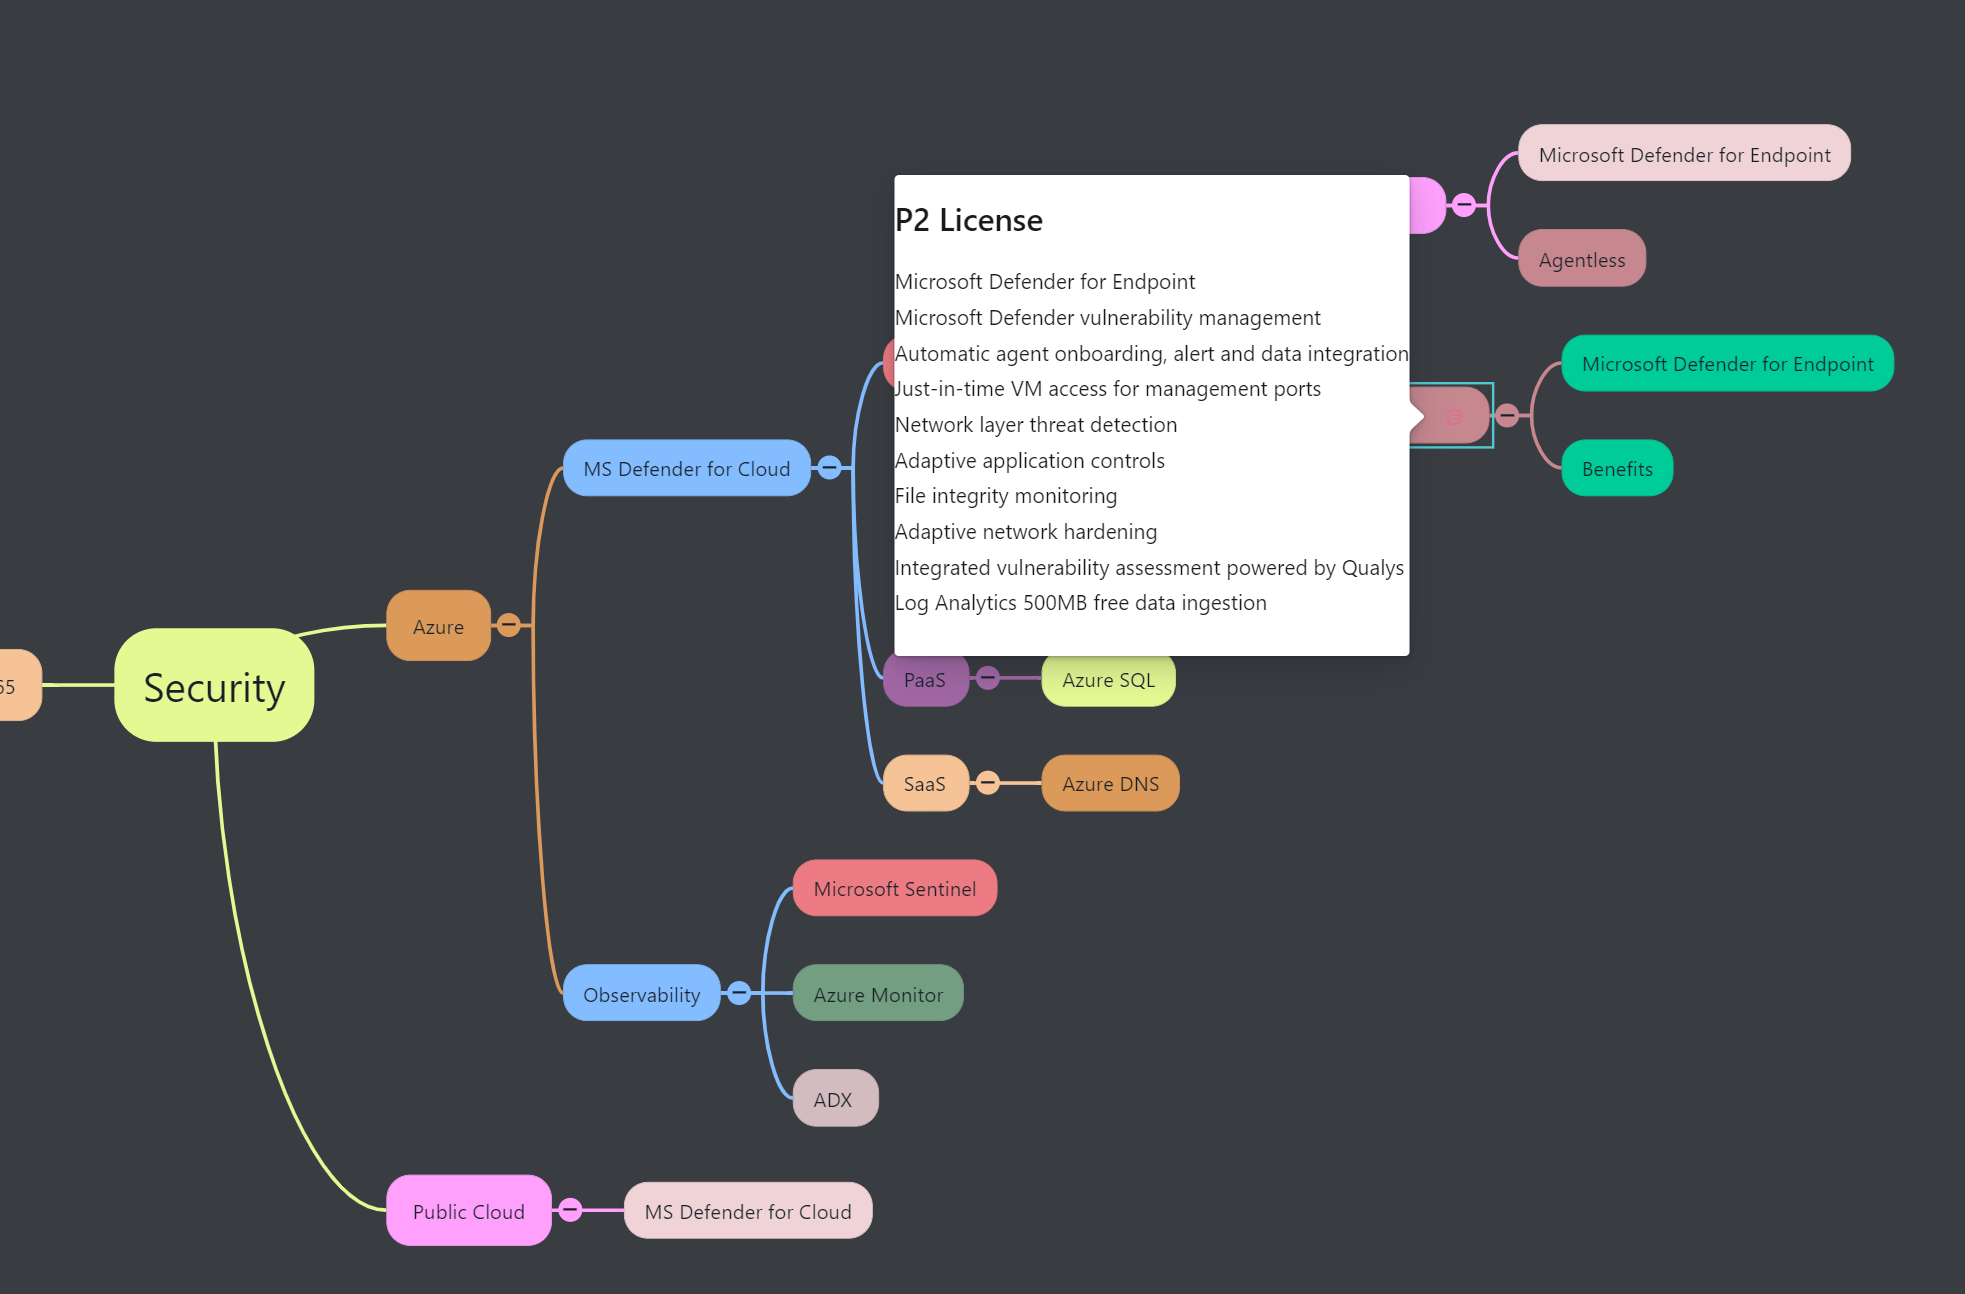 Microsoft Defender for Endpoint
Agentless
P2 License
Microsoft Defender for Endpoint
Microsoft Defender vulnerability management
Automatic agent onboarding, alert and data integration
Just-in-time VM access for management ports
Network layer threat detection
Adaptive application controls
File integrity monitoring
Adaptive network hardening
Integrated vulnerability assessment powered by Qualys
Log Analytics 500MB free data ingestion
Microsoft Defender for Endpoint
Benefits
MS Defender for Cloud
Azure
Security
PaaS
Azure SQL
SaaS
Azure DNS
Microsoft Sentinel
Observability
Azure Monitor
ADX
Public Cloud
MS Defender for Cloud